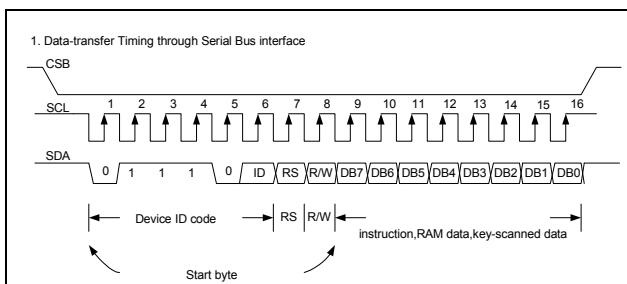 1. Data-transfer Timing through Serial Bus interface
CSB
SCL 1 2 3 4 5 6 7 8 9 10 11 12 13 14 15 16
SDA
0 1 1 1 0 ID RS R/W DB7 DB6 DB5 DB4 DB3 DB2 DB1 DB0
Device ID code RS R/W
instruction,RAM data,key-scanned data
Start byte